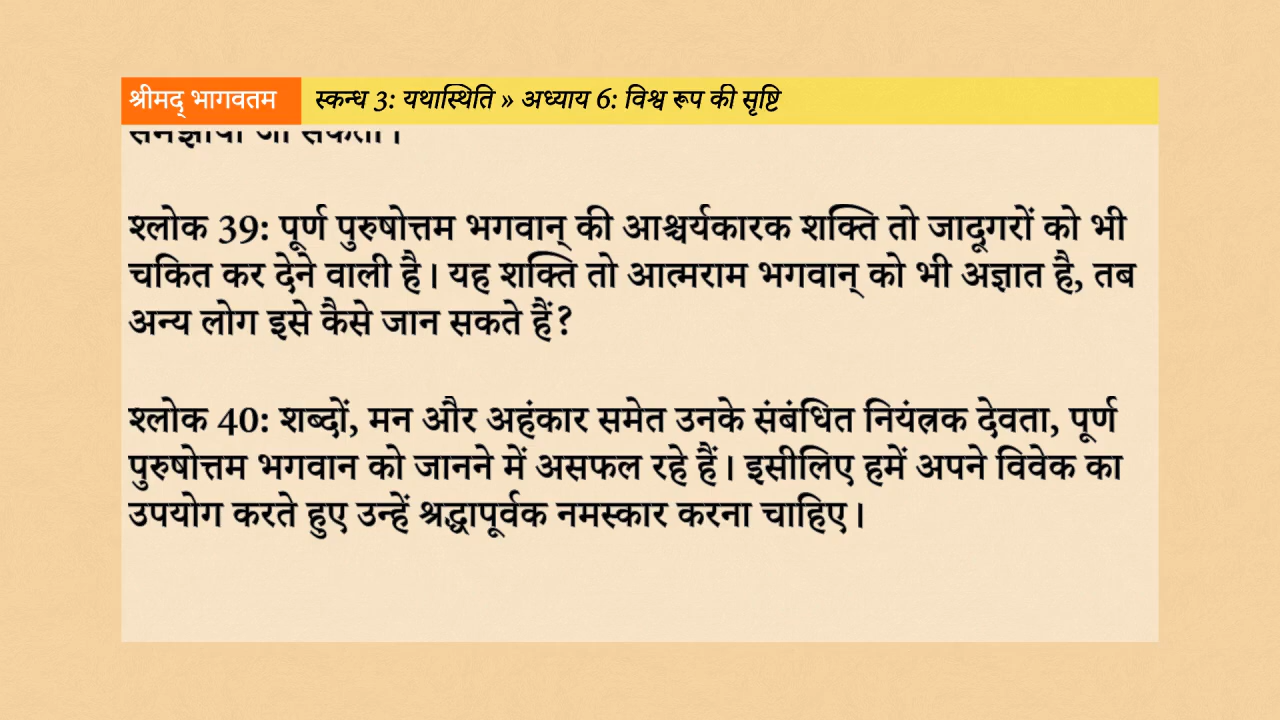 श्रीमद् भागवतम
स्कन्ध 3: यथास्थिति » अध्याय 6: विश्व रूप की सृष्टि
श्लोक 39: पूर्ण पुरुषोत्तम भगवान् की आश्चर्यकारक शक्ति तो जादूगरों को भी
चकित कर देने वाली है। यह शक्ति तो आत्मराम भगवान् को भी अज्ञात है, तब
अन्य लोग इसे कैसे जान सकते हैं?
श्लोक 40: शब्दों, मन और अहंकार समेत उनके संबंधित नियंत्रक देवता, पूर्ण
पुरुषोत्तम भगवान को जानने में असफल रहे हैं। इसीलिए हमें अपने विवेक का
उपयोग करते हुए उन्हें श्रद्धापूर्वक नमस्कार करना चाहिए।